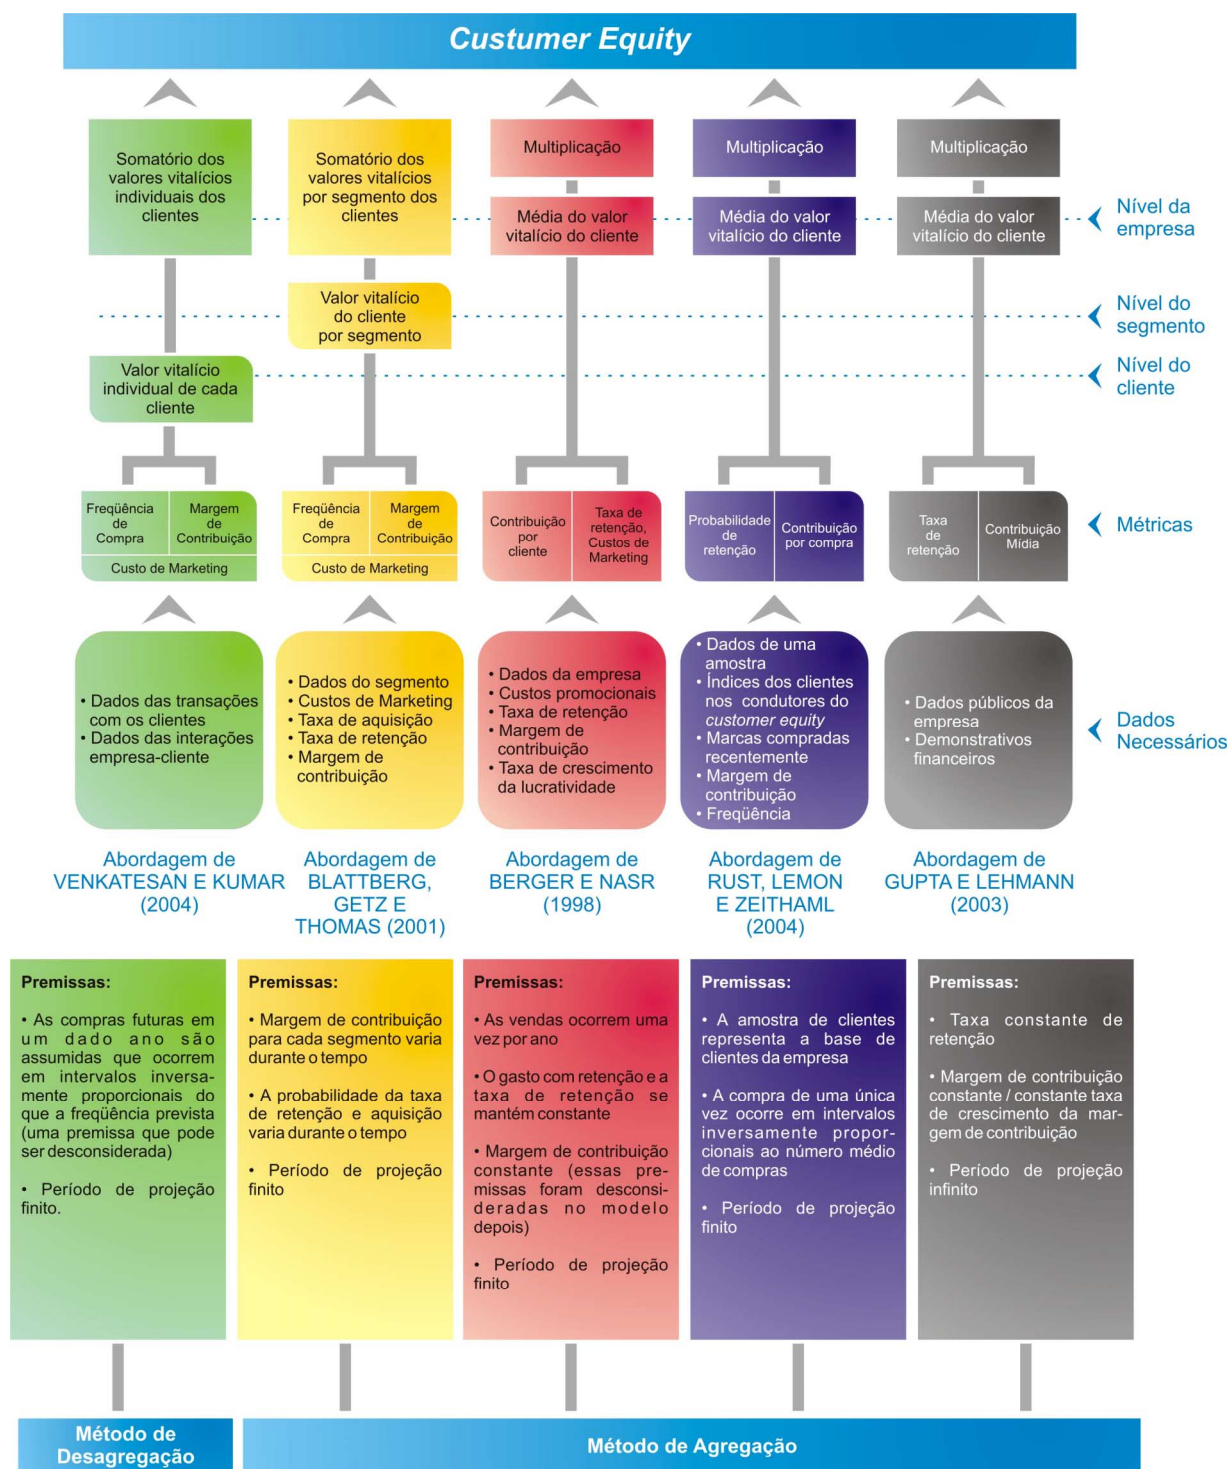 Custumer Equity
Somatório dos
valores vitalícios
individuais dos
clientes
Somatório dos
valores vitalícios
por segmento dos
clientes
Multiplicação
Média do valor
vitalício do cliente
Multiplicação
Média do valor
vitalício do cliente
Multiplicação
Média do valor
vitalício do cliente
Nível da
empresa
Valor vitalício
do cliente
por segmento
Nível do
segmento
Valor vitalício
individual de cada
cliente
Nível do
cliente
Freqüência
de
Compra
Margem
de
Contribuição
Custo de Marketing
Freqüência
de
Compra
Margem
de
Contribuição
Custo de Marketing
Contribuição
por
cliente
Taxa de
retenção,
Custos de
Marketing
Probabilidade
de
retenção
Contribuição
por compra
Taxa
de
retenção
Contribuição
Mídia
Métricas
• Dados das transações
com os clientes
• Dados das interações
empresa-cliente
• Dados do segmento
• Custos de Marketing
• Taxa de aquisição
• Taxa de retenção
• Margem de
contribuição
• Dados da empresa
• Custos promocionais
• Taxa de retenção
• Margem de
contribuição
• Taxa de crescimento
da lucratividade
• Dados de uma
amostra
• Índices dos clientes
nos condutores do
customer equity
• Marcas compradas
recentemente
• Margem de
contribuição
• Freqüência
• Dados públicos da
empresa
• Demonstrativos
financeiros
Dados
Necessários
Abordagem de
VENKATESAN E KUMAR
(2004)
Abordagem de
BLATTBERG,
GETZ E
THOMAS (2001)
Abordagem de
BERGER E NASR
(1998)
Abordagem de
RUST, LEMON
E ZEITHAML
(2004)
Abordagem de
GUPTA E LEHMANN
(2003)
Premissas:
• As compras futuras em
um dado ano são
assumidas que ocorrem
em intervalos inversa-
mente proporcionais do
que a freqüência prevista
(uma premissa que pode
ser desconsiderada)
• Período de projeção
finito.
Premissas:
• Margem de contribuição
para cada segmento varia
durante o tempo
• A probabilidade da taxa
de retenção e aquisição
varia durante o tempo
• Período de projeção
finito
Premissas:
• As vendas ocorrem uma
vez por ano
• O gasto com retenção e a
taxa de retenção se
mantém constante
• Margem de contribuição
constante (essas pre-
missas foram desconsi-
deradas no modelo
depois)
• Período de projeção
finito
Premissas:
• A amostra de clientes
representa a base de
clientes da empresa
• A compra de uma única
vez ocorre em intervalos
inversamente propor-
cionais ao número médio
de compras
• Período de projeção
finito
Premissas:
• Taxa constante de
retenção
• Margem de contribuição
constante / constante taxa
de crescimento da mar-
gem de contribuição
• Período de projeção
infinito
Método de
Desagregação
Método de Agregação